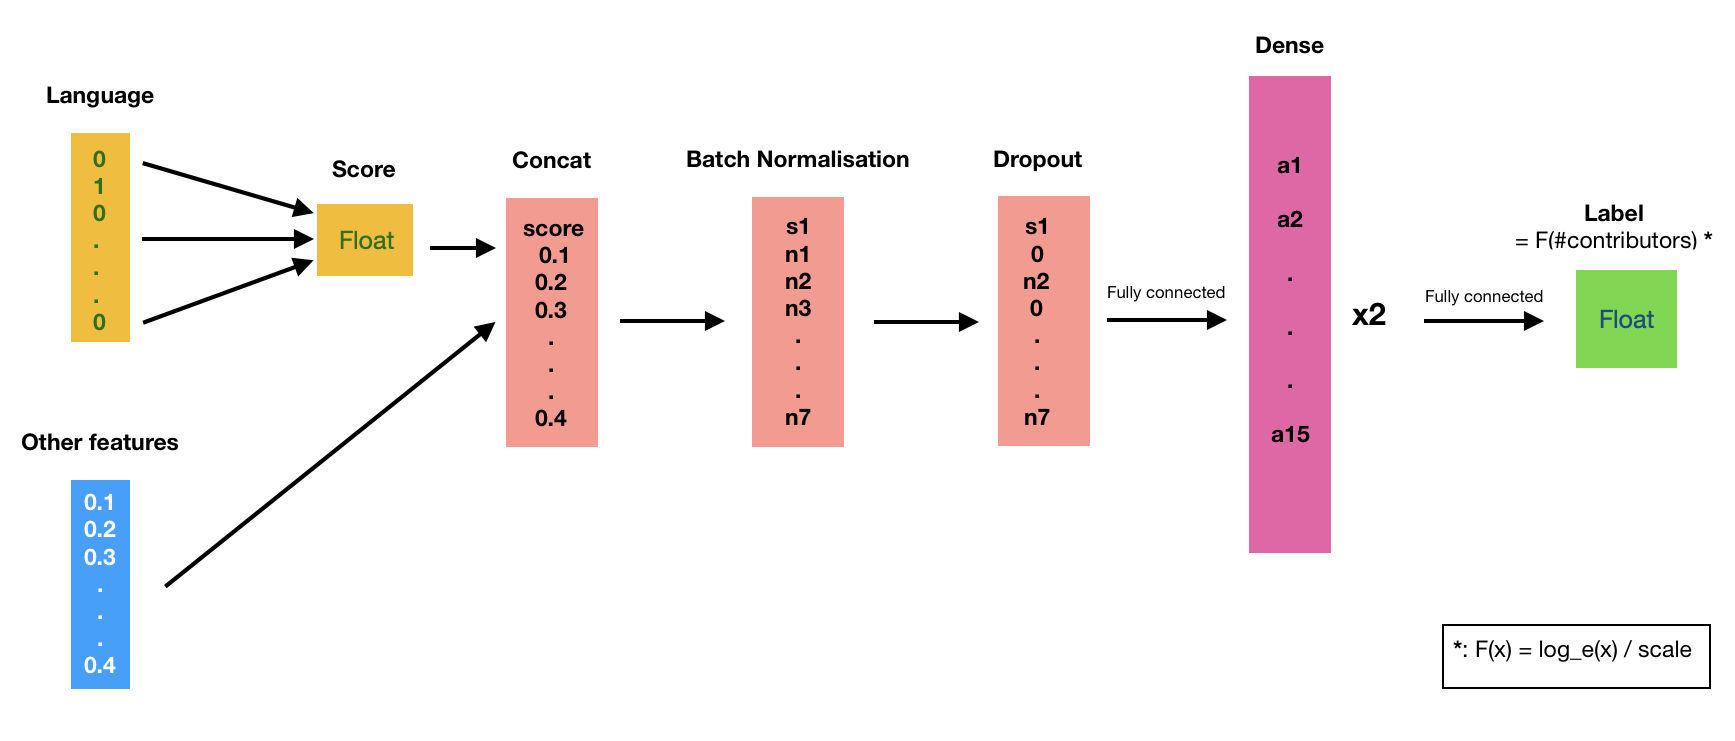 Language
0
1
0
.
.
.
0
Other features
0.1
0.2
0.3
.
.
.
0.4
Score
Float
Concat
score
0.1
0.2
0.3
.
.
.
0.4
Batch Normalisation
s1
n1
n2
n3
.
.
.
n7
Dropout
s1
0
n2
0
.
.
.
n7
Fully connected
Dense
a1
a2
.
.
.
a15
x2
Fully connected
Label
= F(#contributors) *
Float
*: F(x) = log_e(x) / scale